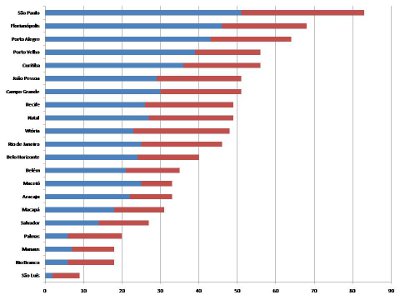 São Paulo
Florianópolis
Porto Alegre
Porto Velho
Curitiba
João Pessoa
Campo Grande
Recife
Natal
Vitória
Rio de Janeiro
Belo Horizonte
Belém
Maceió
Aracaju
Macapá
Salvador
Palmas
Manaus
Rio Branco
São Luís
0 10 20 30 40 50 60 70 80 90